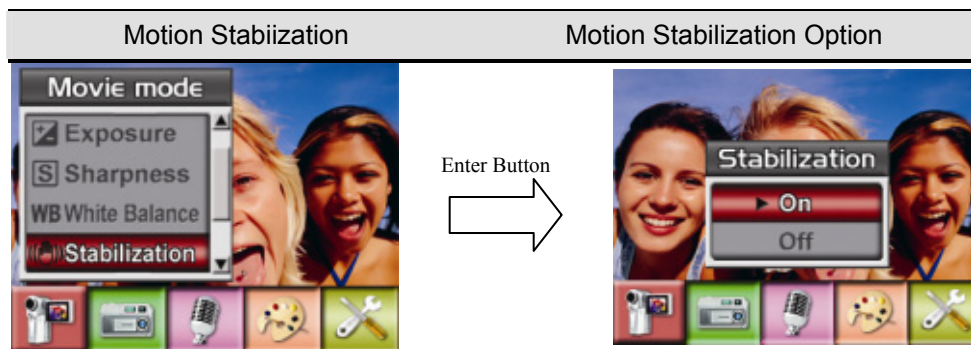 Motion Stabiization
Motion Stabilization Option
Movie mode
Exposure
S Sharpness
WB White Balance
Stabilization
Enter Button
Stabilization
On
Off